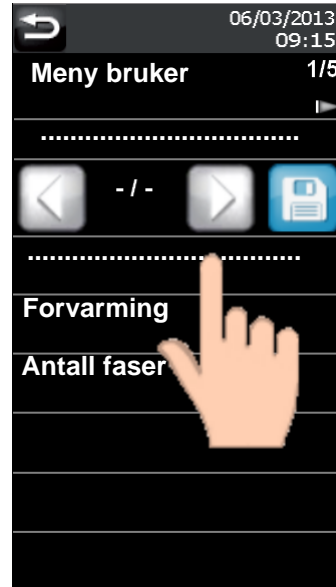 06/03/2013
09:15
Meny bruker 1/5
...................................
- / -
.....................................
Forvarming
Antall faser